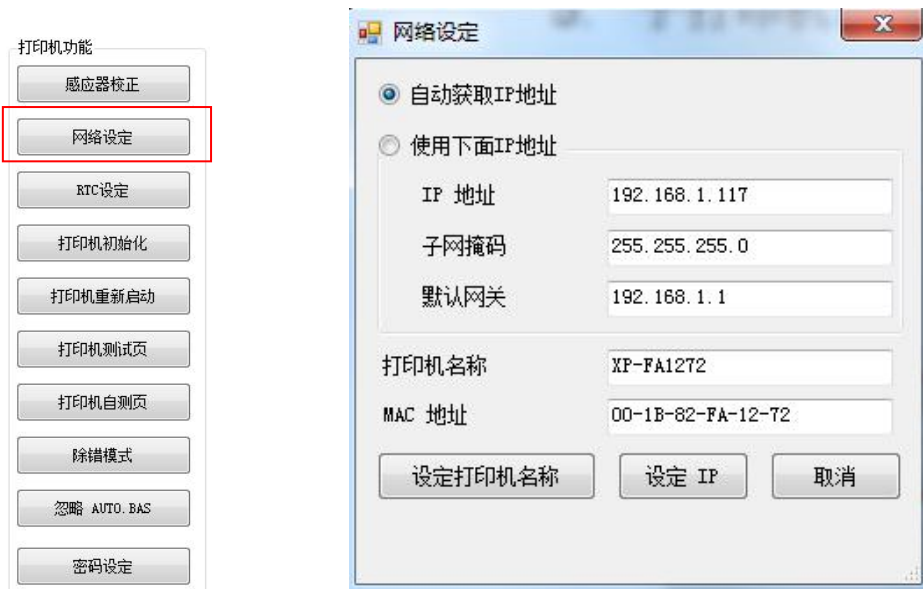 打印机功能
感应器校正
网络设定
RTC设定
打印机初始化
打印机重新启动
打印机测试页
打印机自测页
除错模式
忽略 AUTO.BAS
密码设定
网络设定
自动获取IP地址
使用下面IP地址
IP 地址
192.168.1.117
子网掩码
255.255.255.0
默认网关
192.168.1.1
打印机名称
XP-FA1272
MAC 地址
00-1B-82-FA-12-72
设定打印机名称
设定 IP
取消